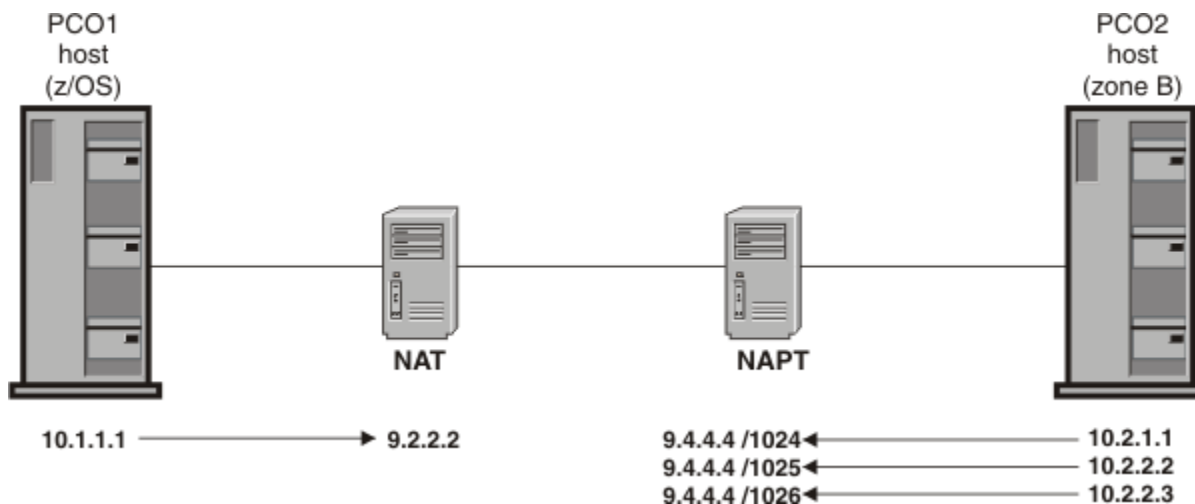 PCO1
host
(z/OS)
PCO2
host
(zone B)
NAT
NAPT
10.1.1.1
9.2.2.2
9.4.4.4 /1024
10.2.1.1
9.4.4.4 /1025
10.2.2.2
9.4.4.4 /1026
10.2.2.3